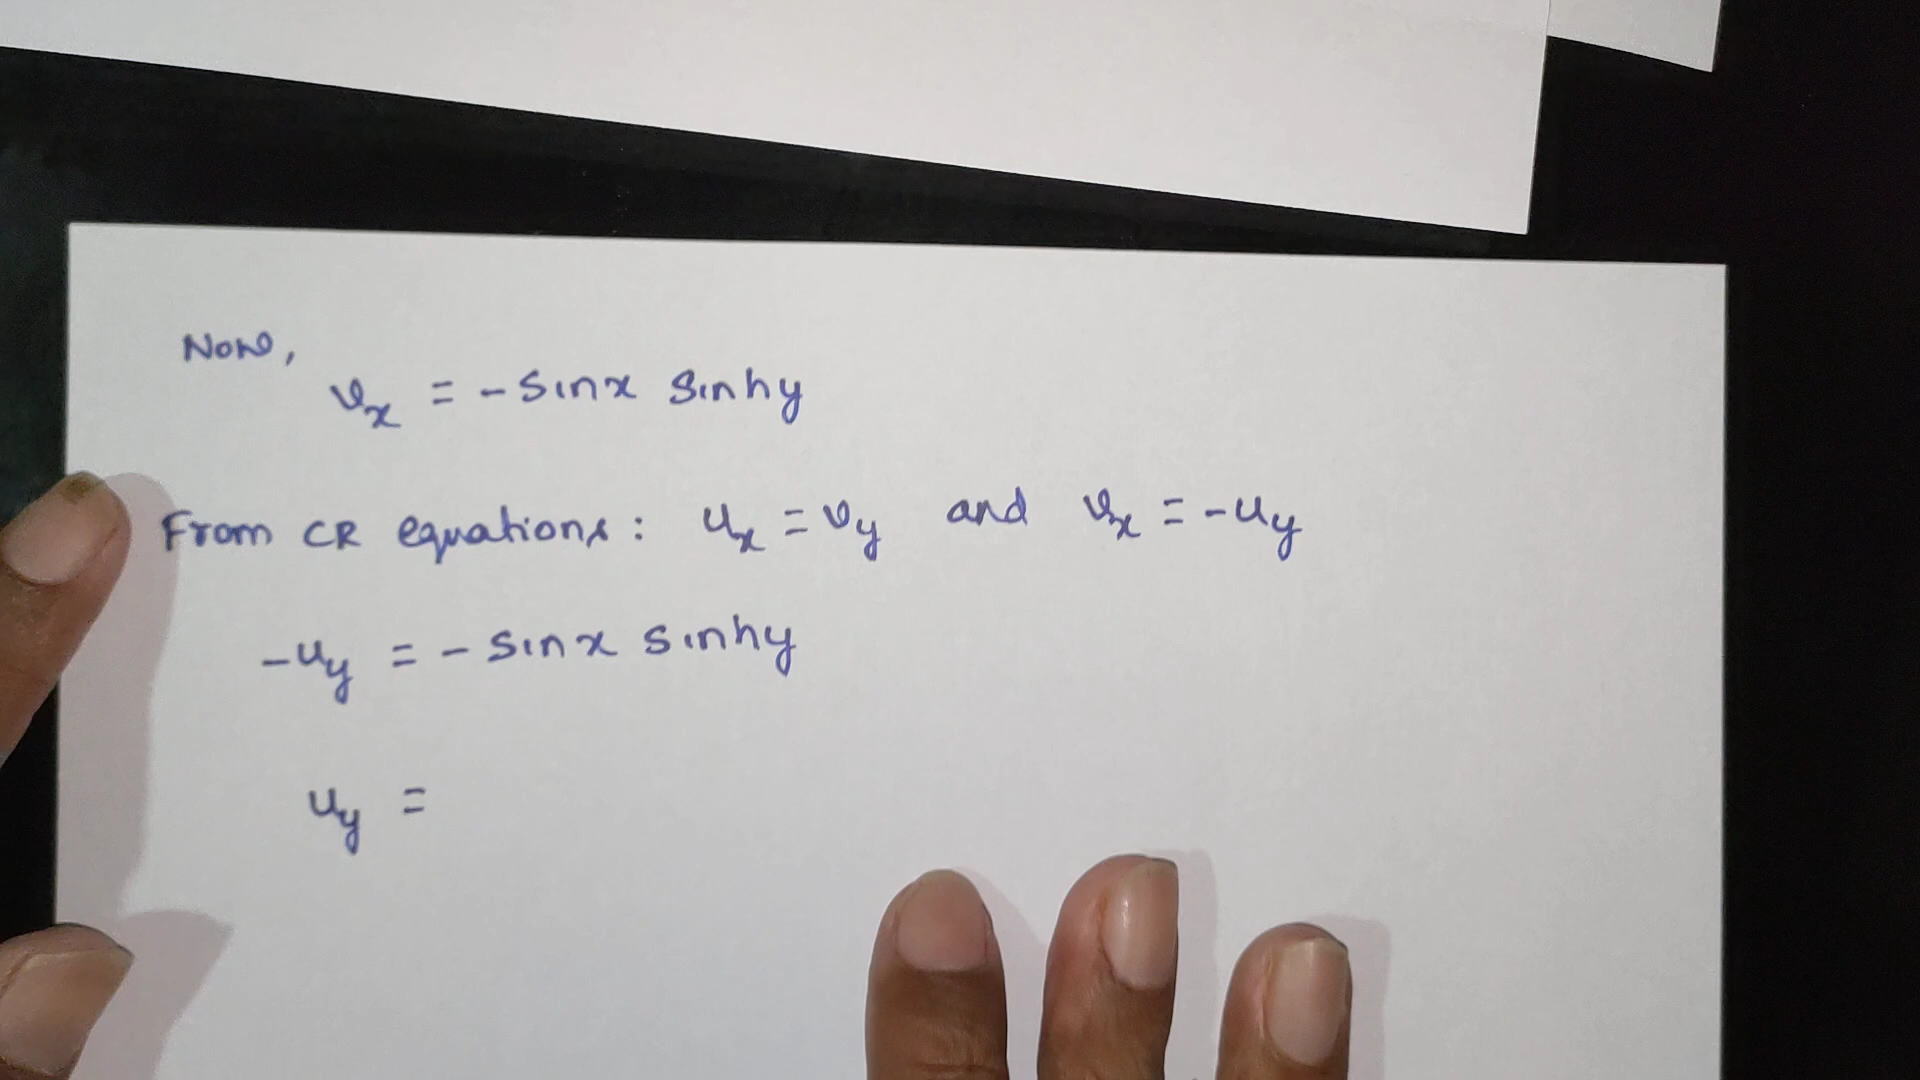 Now,
vx = - sinx sinhy
From CR equations: ux = vy and vx = -uy
-uy = - sinx sinhy
uy =